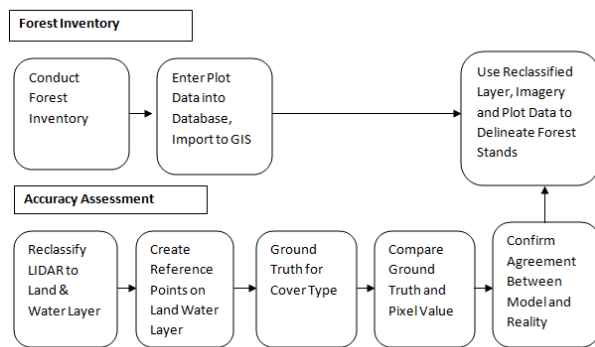 Forest Inventory
Conduct
Forest
Inventory
Enter Plot
Data into
Database,
Import to GIS
Use Reclassified
Layer, Imagery
and Plot Data to
Delineate Forest
Stands
Accuracy Assessment
Reclassify
LIDAR to
Land &
Water Layer
Create
Reference
Points on
Land Water
Layer
Ground
Truth for
Cover Type
Compare
Ground
Truth and
Pixel Value
Confirm
Agreement
Between
Model and
Reality